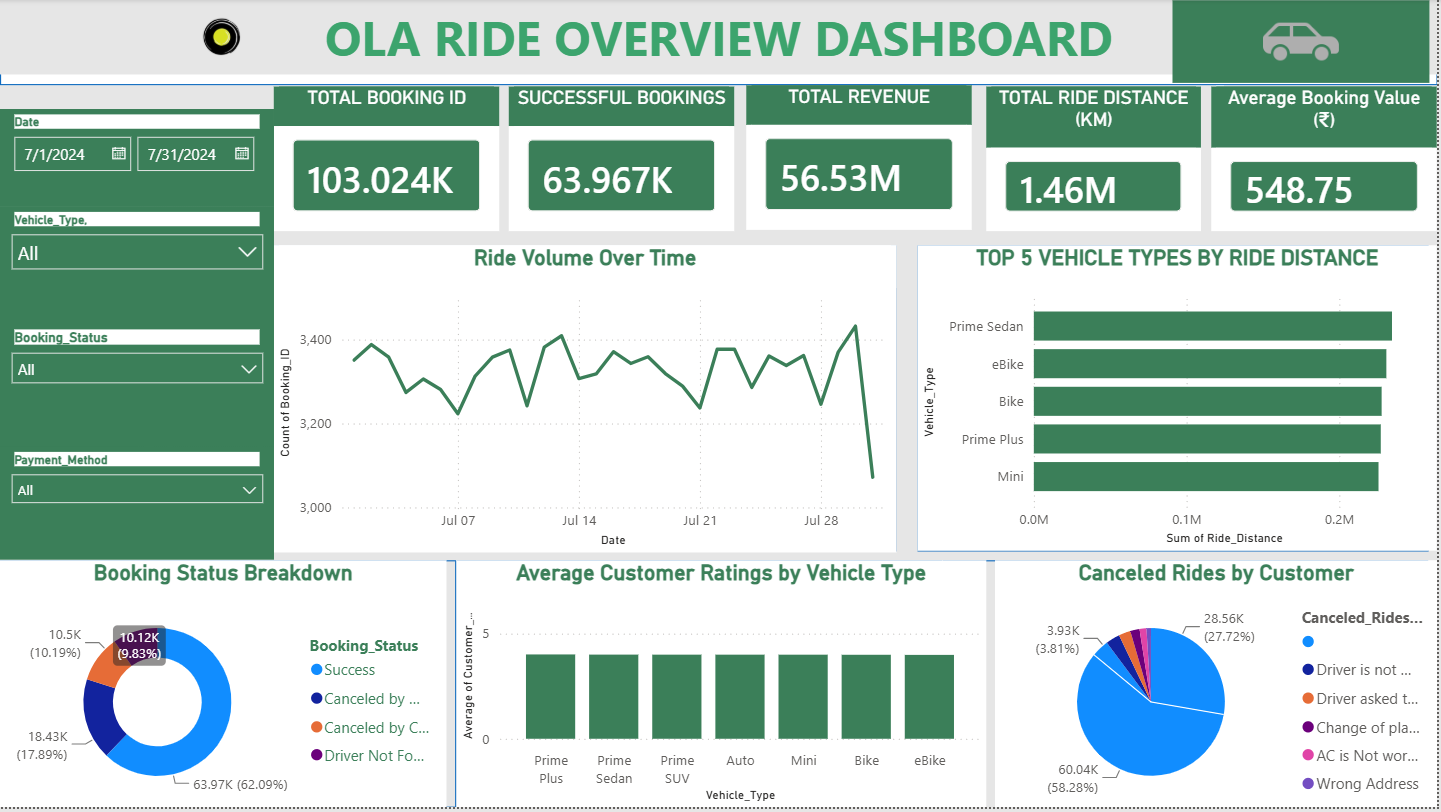 OLA RIDE OVERVIEW DASHBOARD
Date
7/1/2024
7/31/2024
Vehicle_Type,
All
Booking_Status
All
Payment_Method
All
TOTAL BOOKING ID
103.024K
SUCCESSFUL BOOKINGS
63.967K
TOTAL REVENUE
56.53M
TOTAL RIDE DISTANCE
(KM)
1.46M
Average Booking Value
(₹)
548.75
Ride Volume Over Time
Count of Booking_ID
3,400
3,200
3,000
Jul 07
Jul 14
Jul 21
Jul 28
Date
TOP 5 VEHICLE TYPES BY RIDE DISTANCE
Vehicle_Type
Prime Sedan
eBike
Bike
Prime Plus
Mini
0.0M
0.1M
0.2M
Sum of Ride_Distance
Booking Status Breakdown
10.5K
(10.19%)
10.12K
(9.83%)
18.43K
(17.89%)
63.97K (62.09%)
Booking_Status
Success
Canceled by ...
Canceled by C...
Driver Not Fo...
Average Customer Ratings by Vehicle Type
Average of Customer_...
5
0
Prime
Plus
Prime
Sedan
Prime
SUV
Auto
Mini
Bike
eBike
Vehicle_Type
Canceled Rides by Customer
3.93K
(3.81%)
28.56K
(27.72%)
60.04K
(58.28%)
Canceled_Rides...
Driver is not ...
Driver asked t...
Change of pla...
AC is Not wor...
Wrong Address